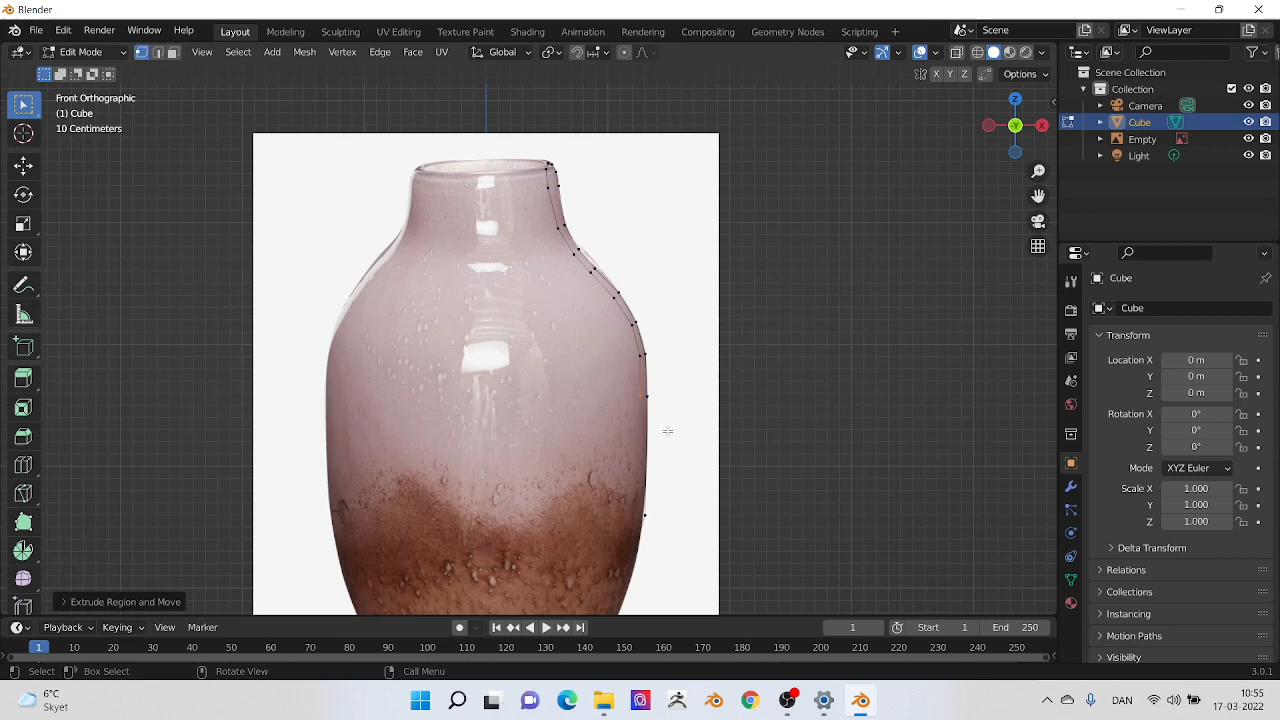 Blender
File Edit Render Window Help Layout Modeling Sculpting UV Editing Texture Paint Shading Animation Rendering Compositing Geometry Nodes Scripting + Scene ViewLayer
Edit Mode View Select Add Mesh Vertex Edge Face UV Global
X Y Z Options
Front Orthographic
(1) Cube
10 Centimeters
Z
-Y
X
Scene Collection
Collection
Camera
Cube
Empty
Light
Cube
Cube
Transform
Location X 0 m
Y 0 m
Z 0 m
Rotation X 0°
Y 0°
Z 0°
Mode XYZ Euler
Scale X 1.000
Y 1.000
Z 1.000
Delta Transform
Relations
Collections
Instancing
Motion Paths
Visibility
Extrude Region and Move
Playback Keying View Marker 1 Start 1 End 250
1 10 20 30 40 50 60 70 80 90 100 110 120 130 140 150 160 170 180 190 200 210 220 230 240 250
Select Box Select Rotate View Call Menu 3.0.1
6°C
Skyet
10:55
17-03-2022